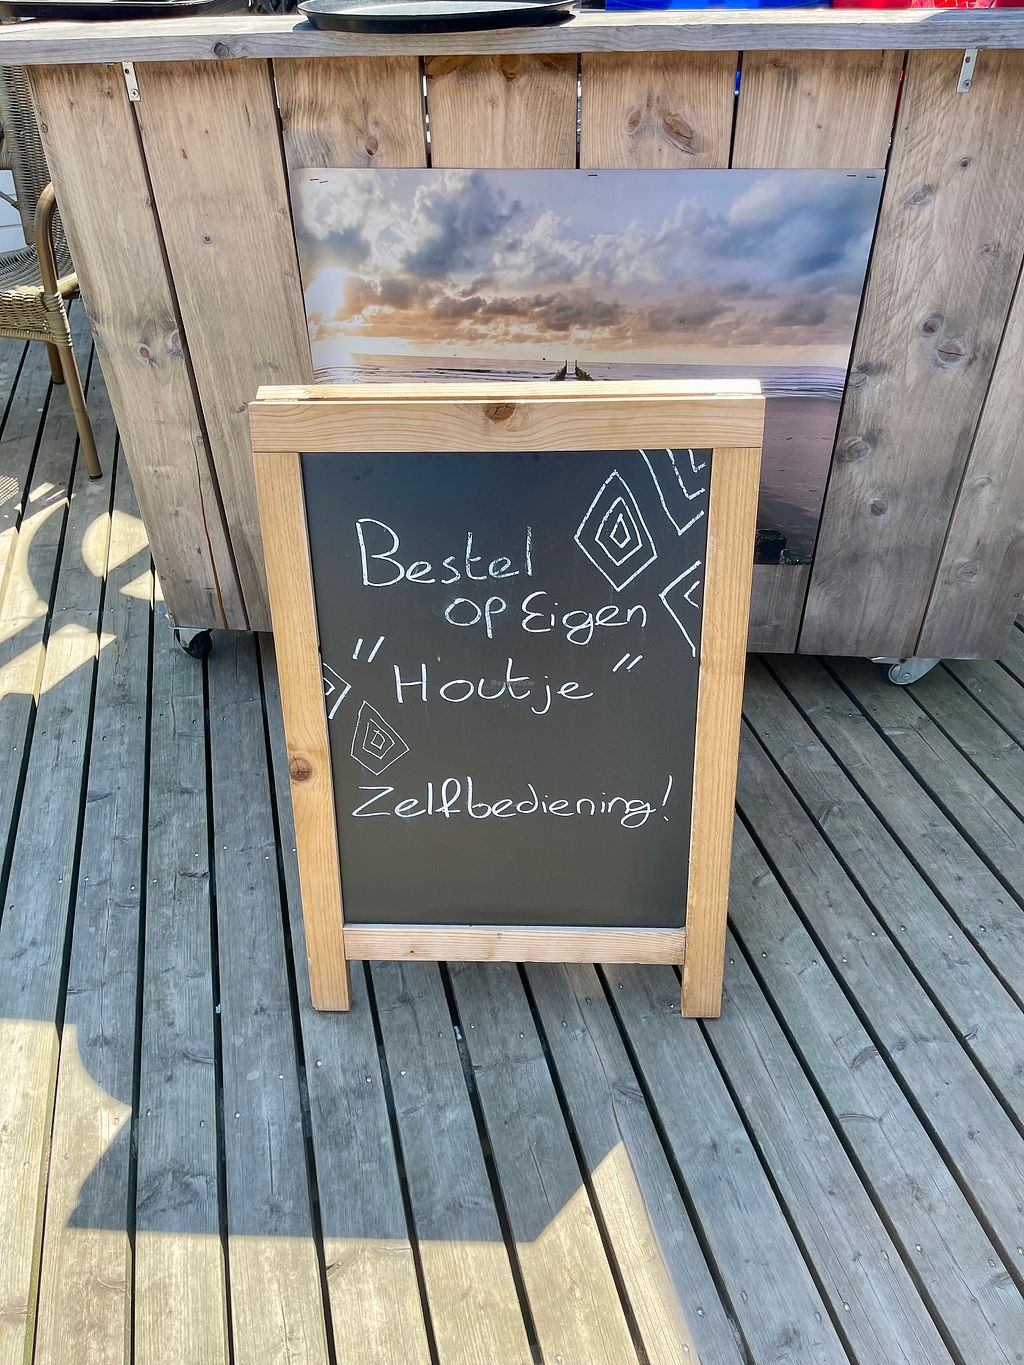 Bestel
op Eigen
"Houtje"
Zelfbediening!